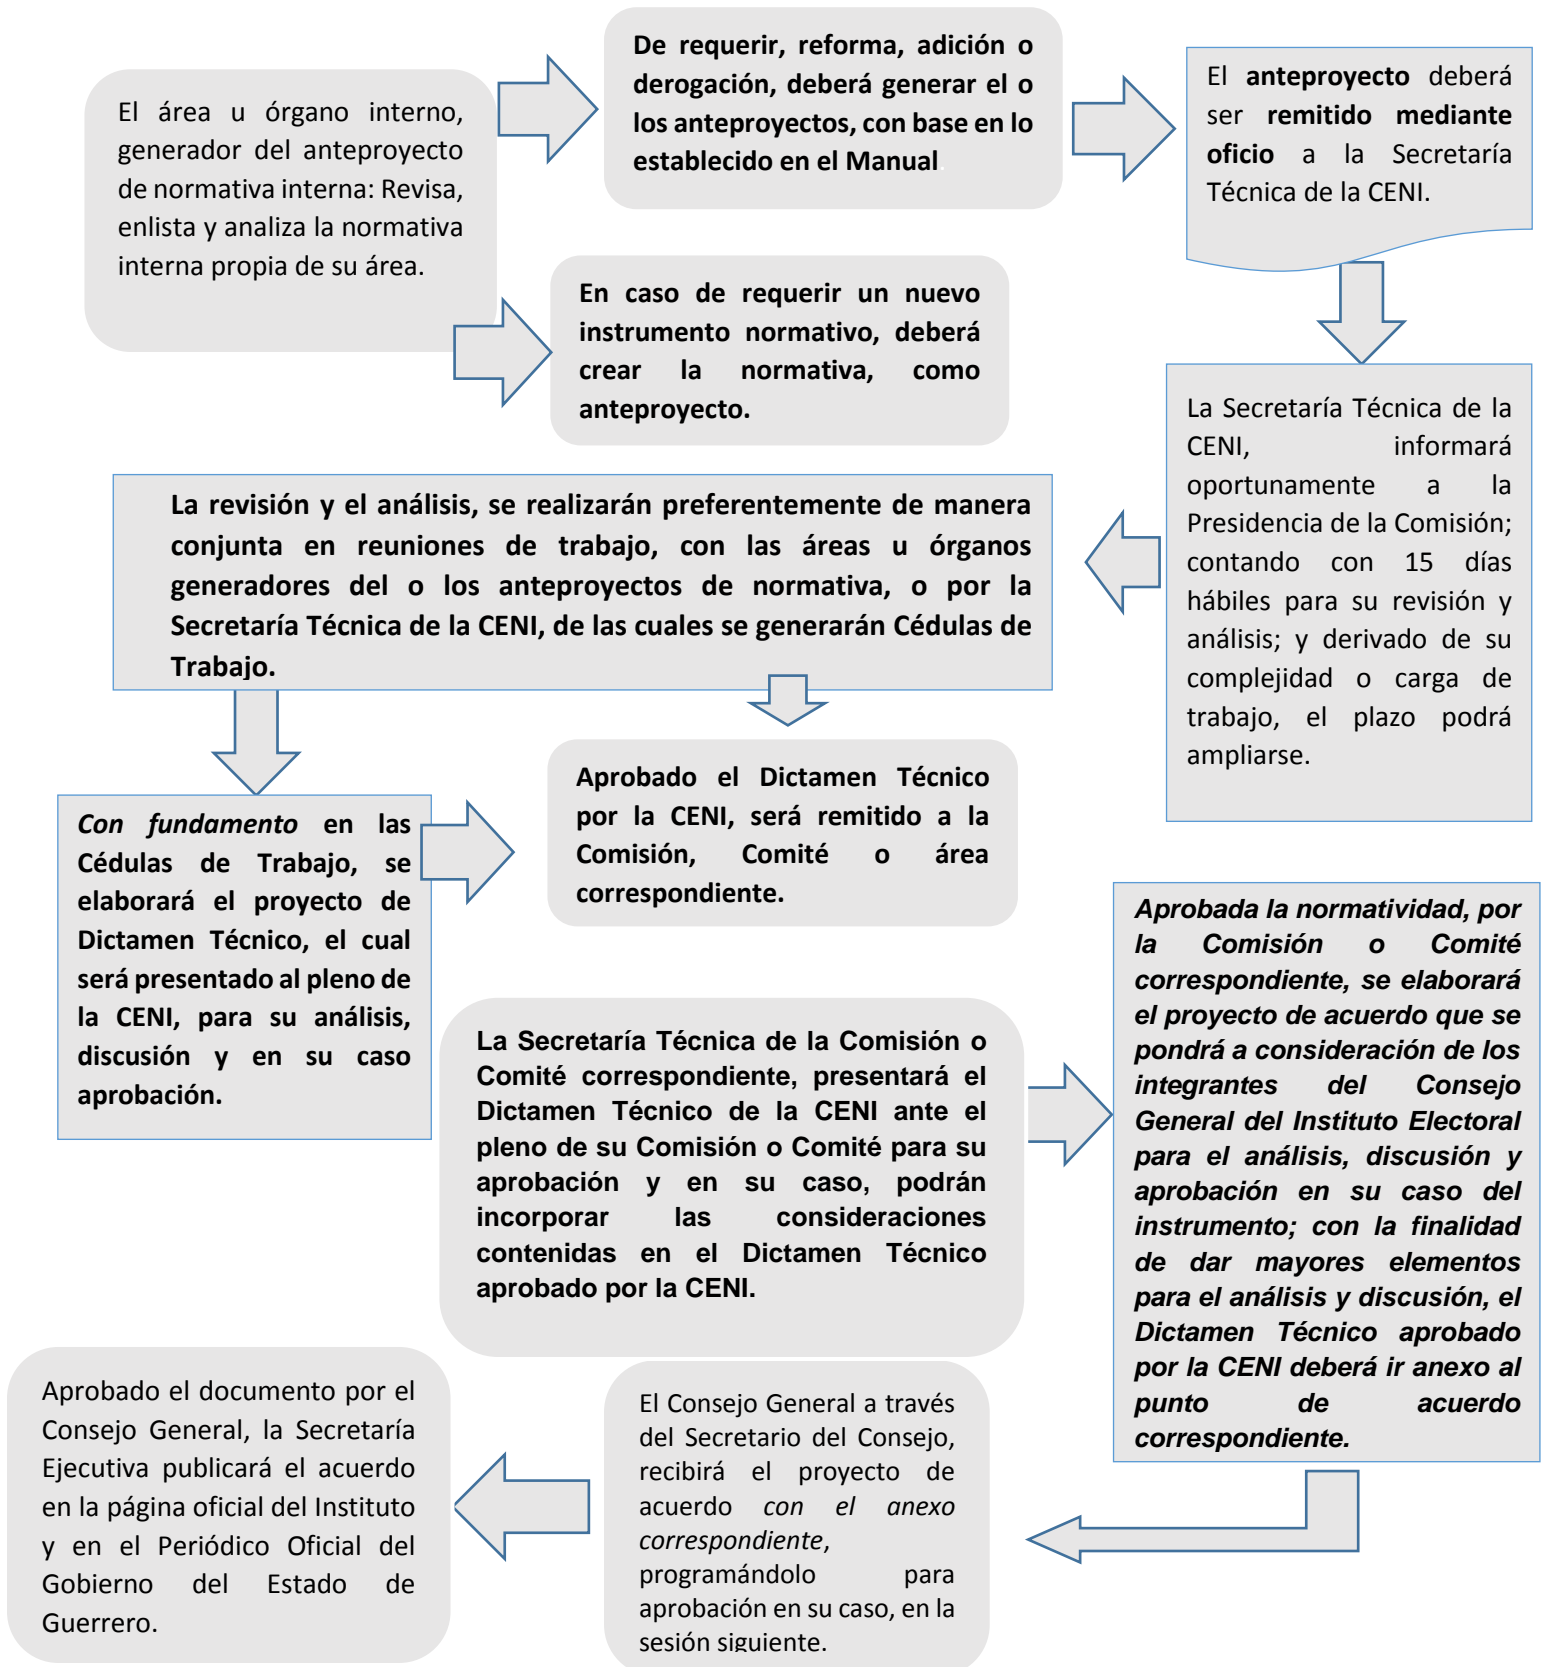 El área u órgano interno,
generador del anteproyecto
de normativa interna: Revisa,
enlista y analiza la normativa
interna propia de su área.
De requerir, reforma, adición o
derogación, deberá generar el o
los anteproyectos, con base en lo
establecido en el Manual.
El anteproyecto deberá
ser remitido mediante
oficio a la Secretaría
Técnica de la CENI.
En caso de requerir un nuevo
instrumento normativo, deberá
crear la normativa, como
anteproyecto.
La Secretaría Técnica de la
CENI, informará
oportunamente a la
Presidencia de la Comisión;
contando con 15 días
hábiles para su revisión y
análisis; y derivado de su
complejidad o carga de
trabajo, el plazo podrá
ampliarse.
La revisión y el análisis, se realizarán preferentemente de manera
conjunta en reuniones de trabajo, con las áreas u órganos
generadores del o los anteproyectos de normativa, o por la
Secretaría Técnica de la CENI, de las cuales se generarán Cédulas de
Trabajo.
Con fundamento en las
Cédulas de Trabajo, se
elaborará el proyecto de
Dictamen Técnico, el cual
será presentado al pleno de
la CENI, para su análisis,
discusión y en su caso
aprobación.
Aprobado el Dictamen Técnico
por la CENI, será remitido a la
Comisión, Comité o área
correspondiente.
La Secretaría Técnica de la Comisión o
Comité correspondiente, presentará el
Dictamen Técnico de la CENI ante el
pleno de su Comisión o Comité para su
aprobación y en su caso, podrán
incorporar las consideraciones
contenidas en el Dictamen Técnico
aprobado por la CENI.
Aprobada la normatividad, por
la Comisión o Comité
correspondiente, se elaborará
el proyecto de acuerdo que se
pondrá a consideración de los
integrantes del Consejo
General del Instituto Electoral
para el análisis, discusión y
aprobación en su caso del
instrumento; con la finalidad
de dar mayores elementos
para el análisis y discusión, el
Dictamen Técnico aprobado
por la CENI deberá ir anexo al
punto de acuerdo
correspondiente.
El Consejo General a través
del Secretario del Consejo,
recibirá el proyecto de
acuerdo con el anexo
correspondiente,
programándolo para
aprobación en su caso, en la
sesión siguiente.
Aprobado el documento por el
Consejo General, la Secretaría
Ejecutiva publicará el acuerdo
en la página oficial del Instituto
y en el Periódico Oficial del
Gobierno del Estado de
Guerrero.